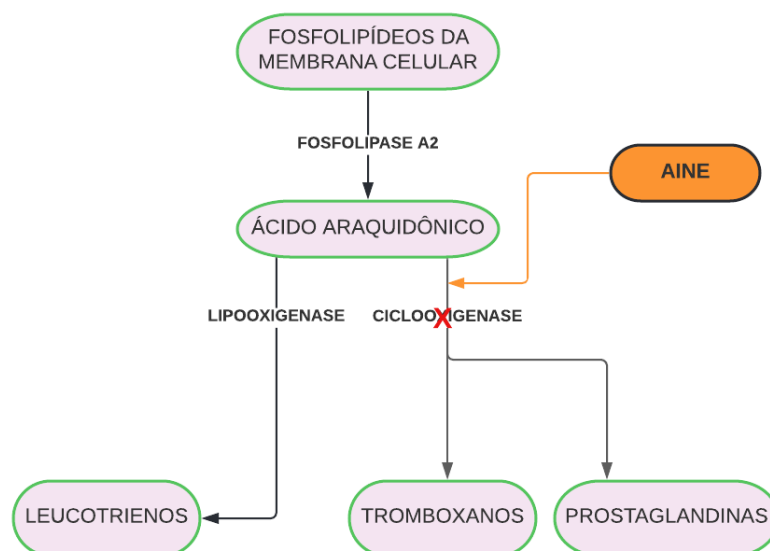 FOSFOLIPÍDEOS DA
MEMBRANA CELULAR
FOSFOLIPASE A2
AINE
ÁCIDO ARAQUIDÔNICO
LIPOOXIGENASE
CICLOOXIGENASE
LEUCOTRIENOS
TROMBOXANOS
PROSTAGLANDINAS